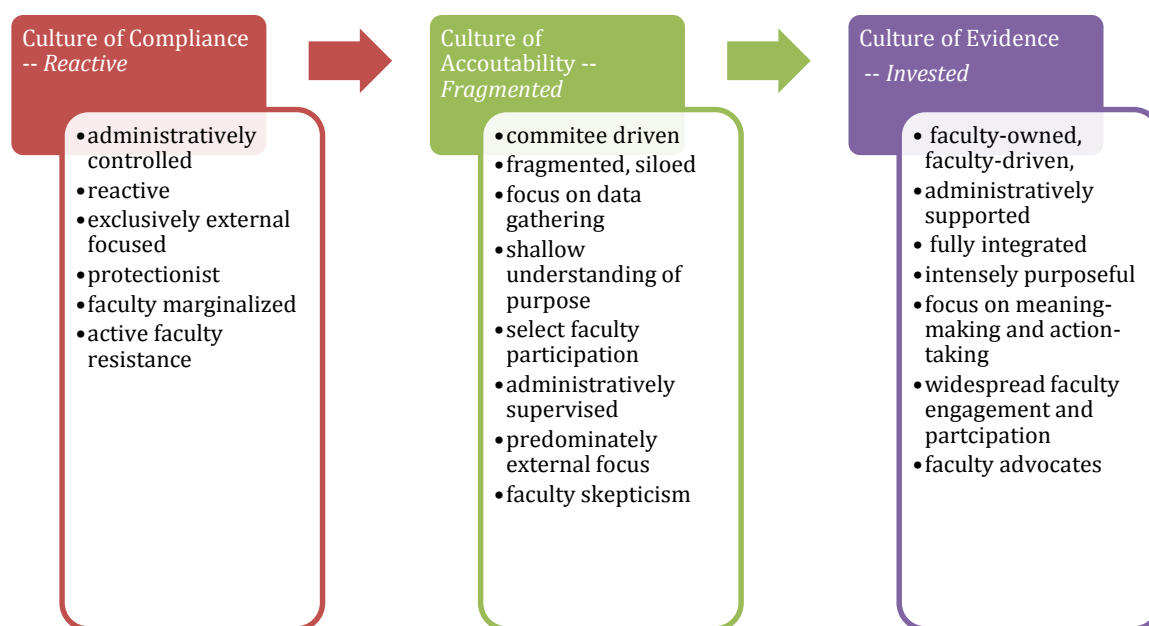 Culture of Compliance
-- Reactive
•administratively
controlled
•reactive
•exclusively external
focused
•protectionist
•faculty marginalized
•active faculty
resistance
Culture of
Accoutability --
Fragmented
•commitee driven
•fragmented, siloed
•focus on data
gathering
•shallow
understanding of
purpose
•select faculty
participation
•administratively
supervised
•predominately
external focus
•faculty skepticism
Culture of Evidence
-- Invested
• faculty-owned,
faculty-driven,
•administratively
supported
• fully integrated
•intensely purposeful
•focus on meaning-
making and action-
taking
•widespread faculty
engagement and
partcipation
•faculty advocates